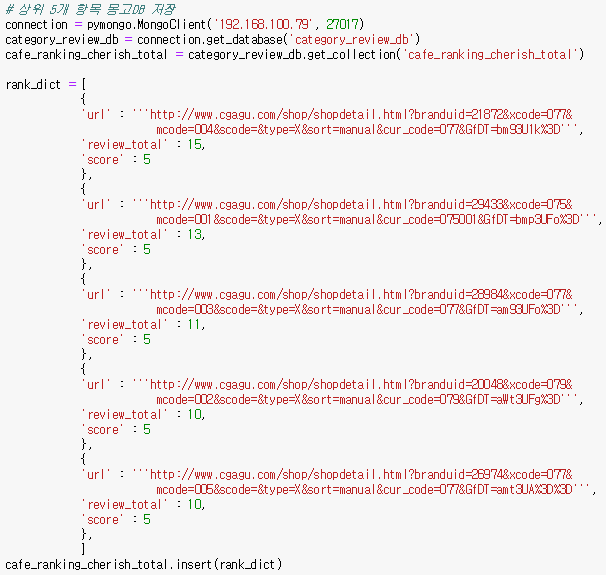 # 상위 5개 항목 몽고DB 저장
connection = pymongo.MongoClient('192.168.100.79', 27017)
category_review_db = connection.get_database('category_review_db')
cafe_ranking_cherish_total = category_review_db.get_collection('cafe_ranking_cherish_total')
rank_dict = [
{
'url' : '''http://www.cgagu.com/shop/shopdetail.html?branduid=21872&xcode=077&
mcode=004&scode=&type=X&sort=manual&cur_code=077&GfDT=bm93U1k%3D''',
'review_total' : 15,
'score' : 5
},
{
'url' : '''http://www.cgagu.com/shop/shopdetail.html?branduid=29433&xcode=075&
mcode=001&scode=&type=X&sort=manual&cur_code=075001&GfDT=bmp3UFo%3D''',
'review_total' : 13,
'score' : 5
},
{
'url' : '''http://www.cgagu.com/shop/shopdetail.html?branduid=28984&xcode=077&
mcode=003&scode=&type=X&sort=manual&cur_code=077&GfDT=am93UFo%3D''',
'review_total' : 11,
'score' : 5
},
{
'url' : '''http://www.cgagu.com/shop/shopdetail.html?branduid=20048&xcode=079&
mcode=002&scode=&type=X&sort=manual&cur_code=079&GfDT=aWt3UFg%3D''',
'review_total' : 10,
'score' : 5
},
{
'url' : '''http://www.cgagu.com/shop/shopdetail.html?branduid=26974&xcode=077&
mcode=005&scode=&type=X&sort=manual&cur_code=077&GfDT=amt3UA%3D%3D''',
'review_total' : 10,
'score' : 5
},
]
cafe_ranking_cherish_total.insert(rank_dict)